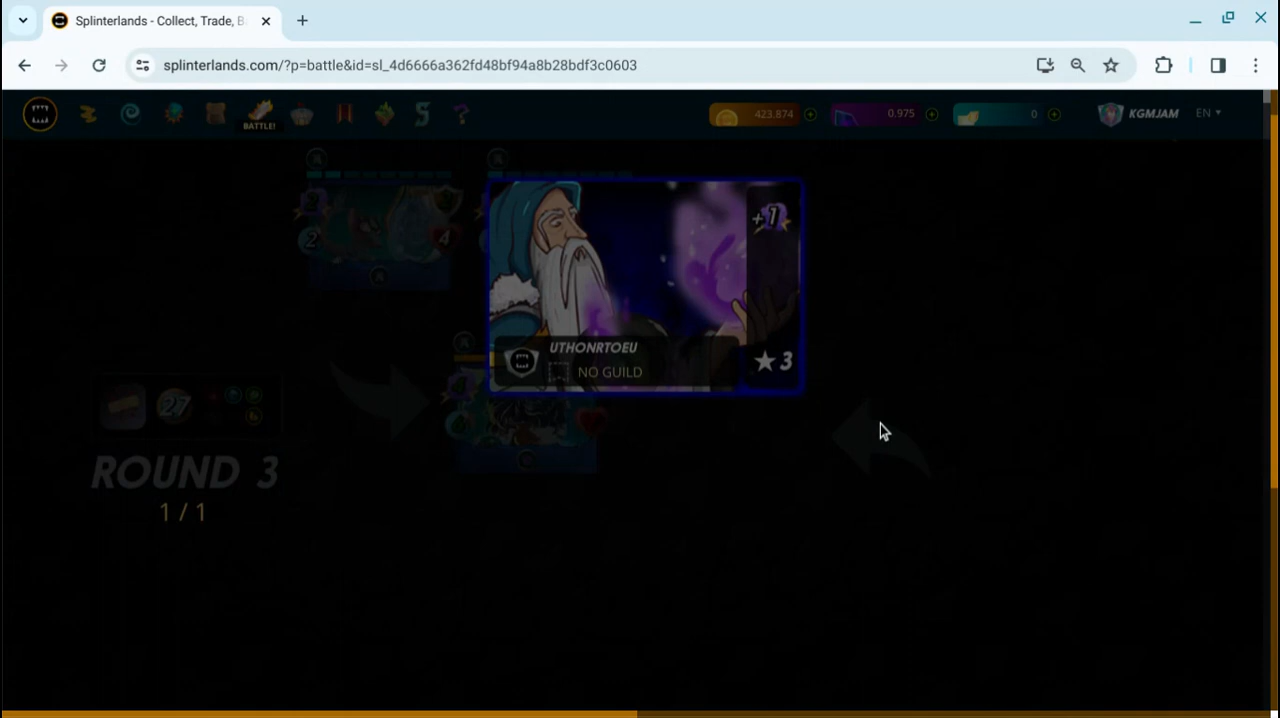 Splinterlands - Collect, Trade, B
splinterlands.com/?p=battle&id=sl_4d6666a362fd48bf94a8b28bdf3c0603
BATTLE!
423.874
0.975
0
KGMJAM
EN
+1
2
4
UTHONRTOEU
NO GUILD
3
27
ROUND 3
1 / 1